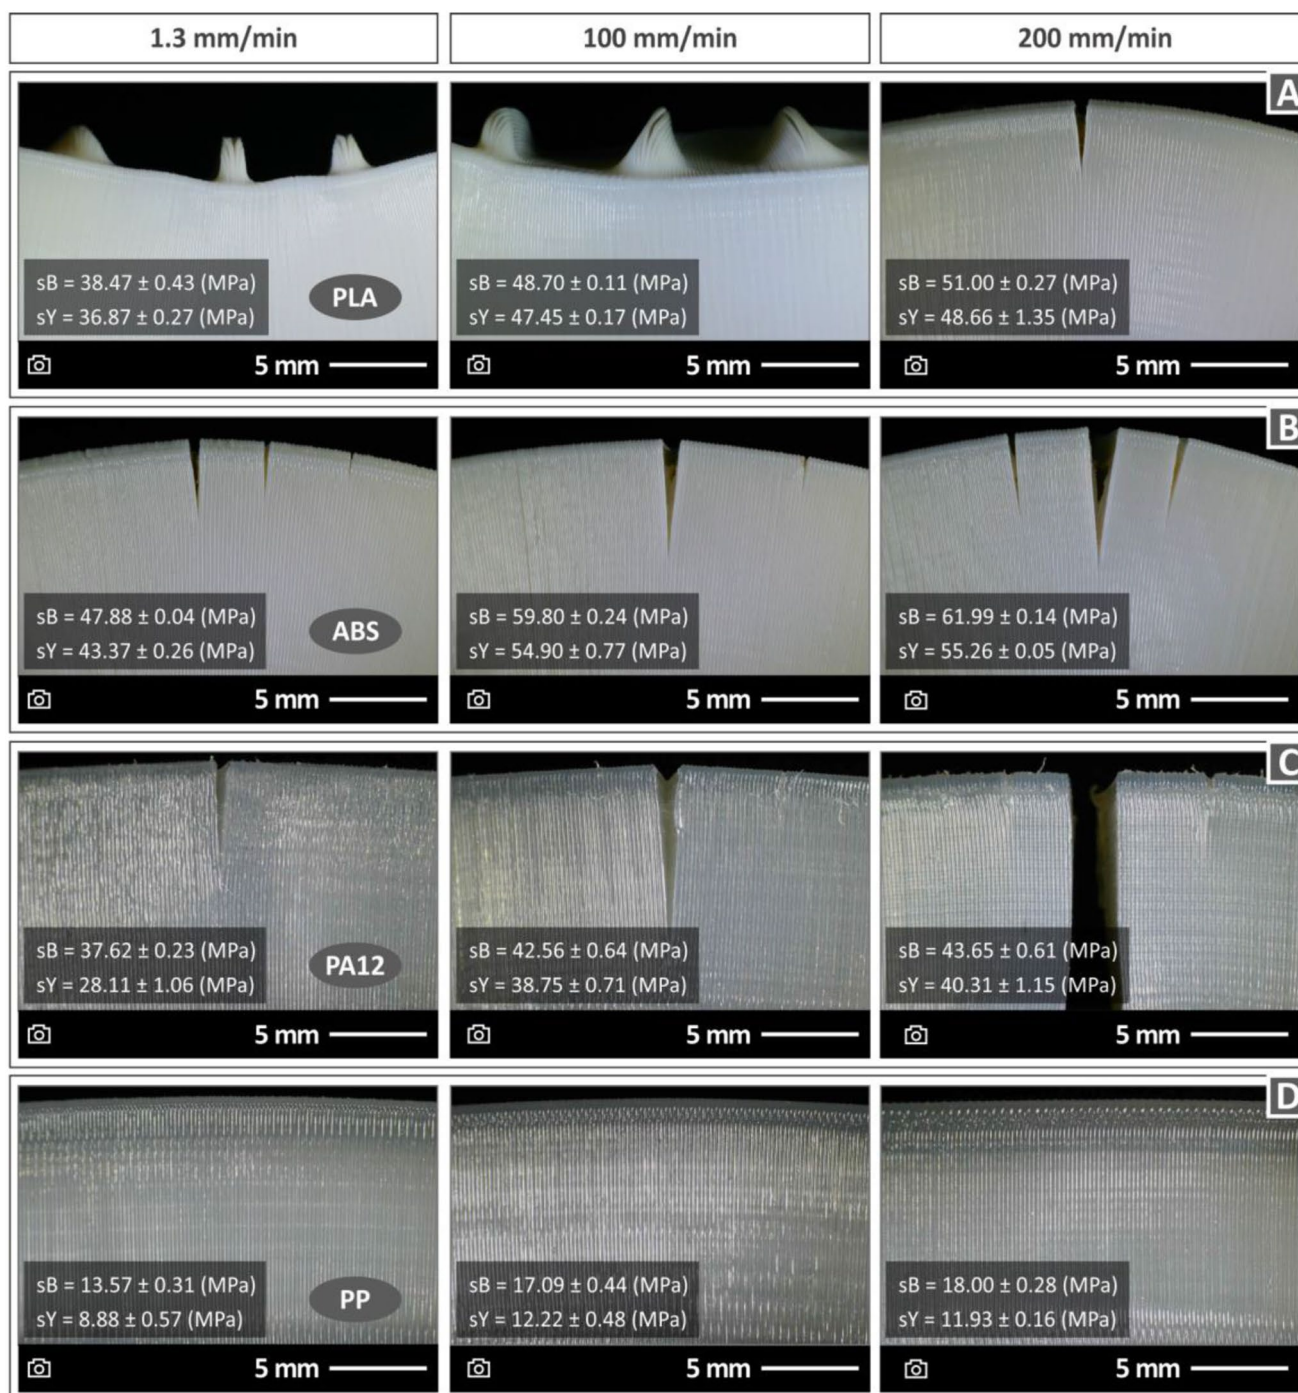 1.3 mm/min
100 mm/min
200 mm/min
A
sB = 38.47 ± 0.43 (MPa)
sY = 36.87 ± 0.27 (MPa)
PLA
5 mm
sB = 48.70 ± 0.11 (MPa)
sY = 47.45 ± 0.17 (MPa)
5 mm
sB = 51.00 ± 0.27 (MPa)
sY = 48.66 ± 1.35 (MPa)
5 mm
B
sB = 47.88 ± 0.04 (MPa)
sY = 43.37 ± 0.26 (MPa)
ABS
5 mm
sB = 59.80 ± 0.24 (MPa)
sY = 54.90 ± 0.77 (MPa)
5 mm
sB = 61.99 ± 0.14 (MPa)
sY = 55.26 ± 0.05 (MPa)
5 mm
C
sB = 37.62 ± 0.23 (MPa)
sY = 28.11 ± 1.06 (MPa)
PA12
5 mm
sB = 42.56 ± 0.64 (MPa)
sY = 38.75 ± 0.71 (MPa)
5 mm
sB = 43.65 ± 0.61 (MPa)
sY = 40.31 ± 1.15 (MPa)
5 mm
D
sB = 13.57 ± 0.31 (MPa)
sY = 8.88 ± 0.57 (MPa)
PP
5 mm
sB = 17.09 ± 0.44 (MPa)
sY = 12.22 ± 0.48 (MPa)
5 mm
sB = 18.00 ± 0.28 (MPa)
sY = 11.93 ± 0.16 (MPa)
5 mm